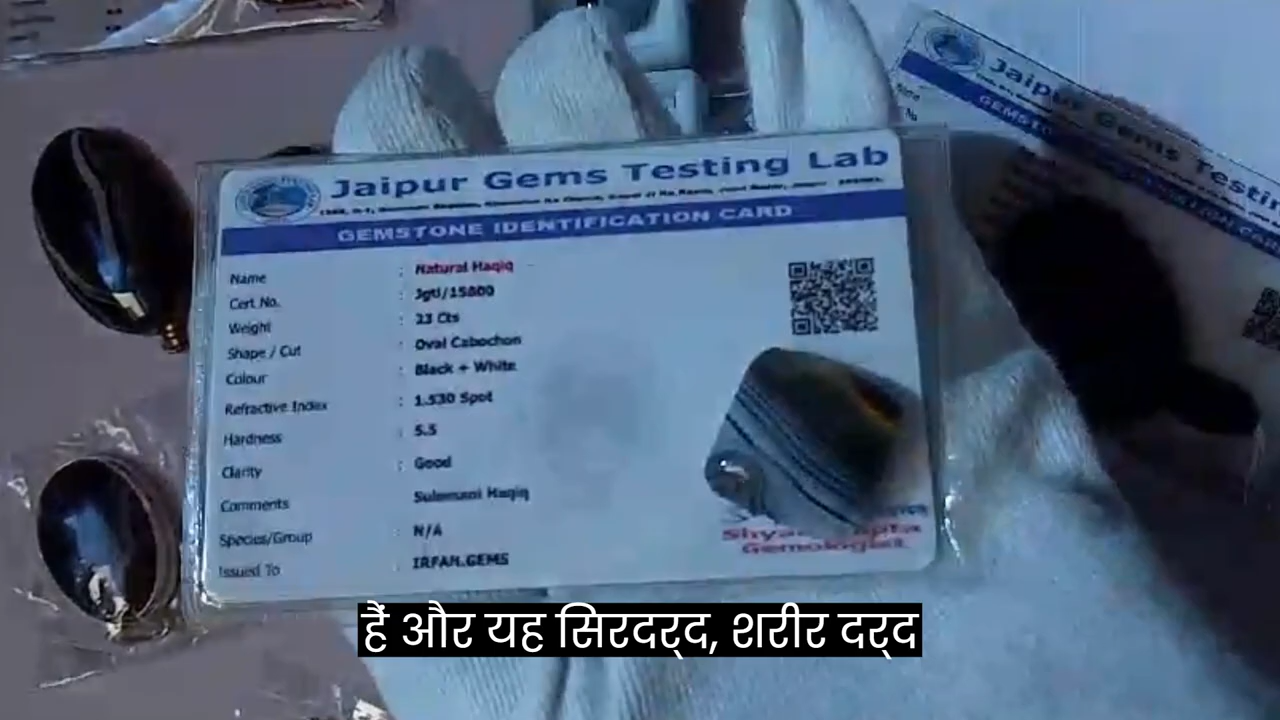 Jaipur Gems Testing Lab
GEMSTONE IDENTIFICATION CARD
Name : Natural Haqiq
Cert No. : Jgtl/15800
Weight : 23 Cts
Shape / Cut : Oval Cabochon
Colour : Black + White
Refractive Index : 1.530 Spot
Hardness : 5.5
Clarity : Good
Comments : Sulemani Haqiq
Species/Group : N/A
Issued To : IRFAN.GEMS
Gemologist
Jaipur Gems Testin
GEMSTO
हैं और यह सिरदर्द, शरीर दर्द